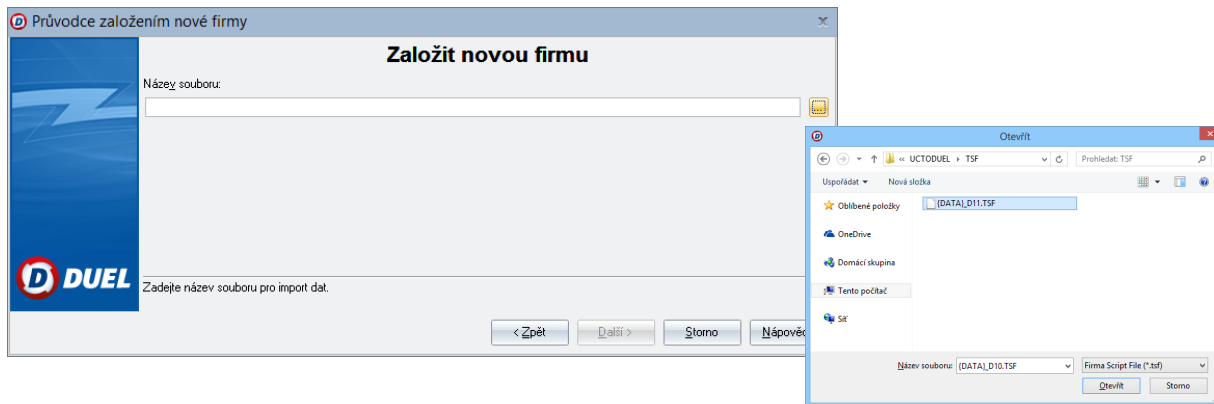 Průvodce založením nové firmy
Založit novou firmu
Název souboru:
DUEL
Zadejte název souboru pro import dat.
< Zpět
Další >
Storno
Nápověd
Otevřít
« UCTODUEL ▸ TSF
Prohledat: TSF
Uspořádat
Nová složka
Oblíbené položky
{DATA}_D11.TSF
OneDrive
Domácí skupina
Tento počítač
Síť
Název souboru:
{DATA}_D10.TSF
Firma Script File (*.tsf)
Otevřít
Storno